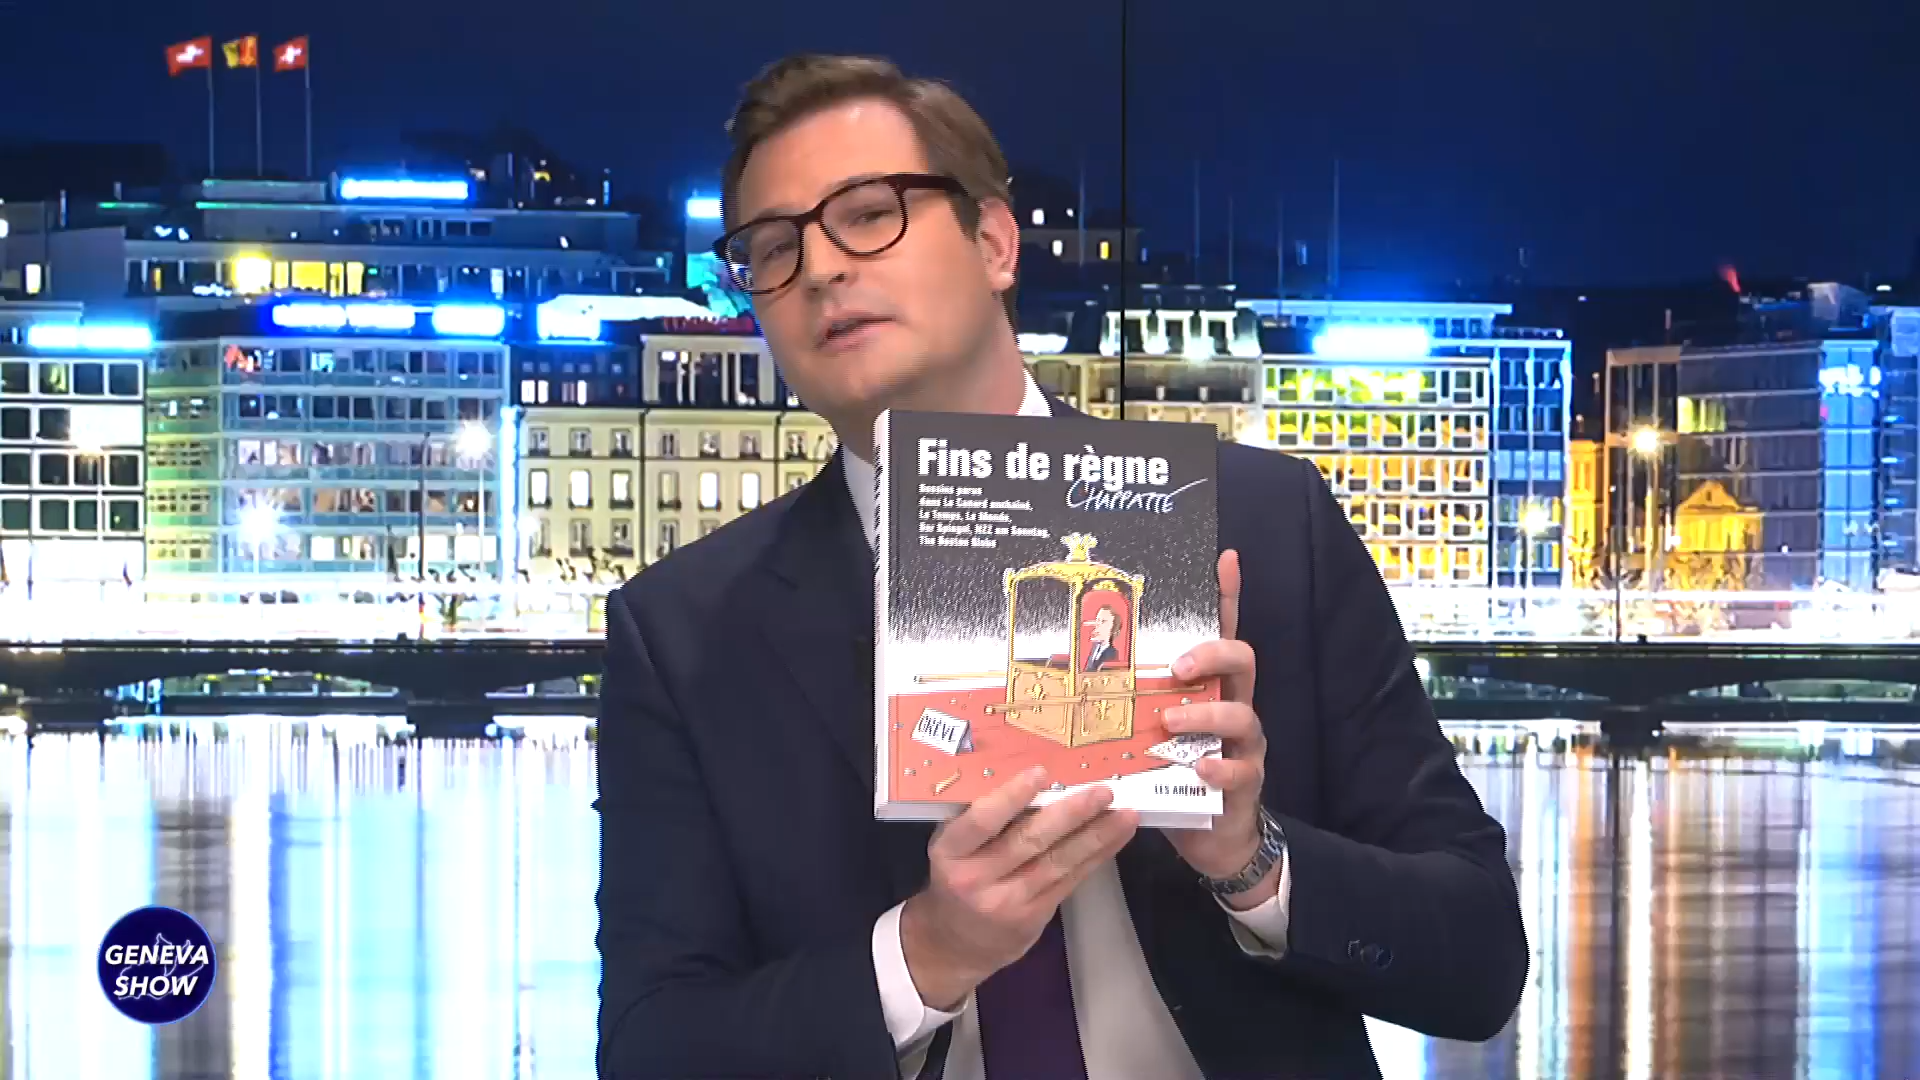 Fins de règne
CHAPPATTE
Dessins parus
dans Le Canard enchaîné,
Le Temps, Le Monde,
Der Spiegel, NZZ am Sonntag,
The Boston Globe
GRÈVE
LES ARÈNES
GENEVA
SHOW